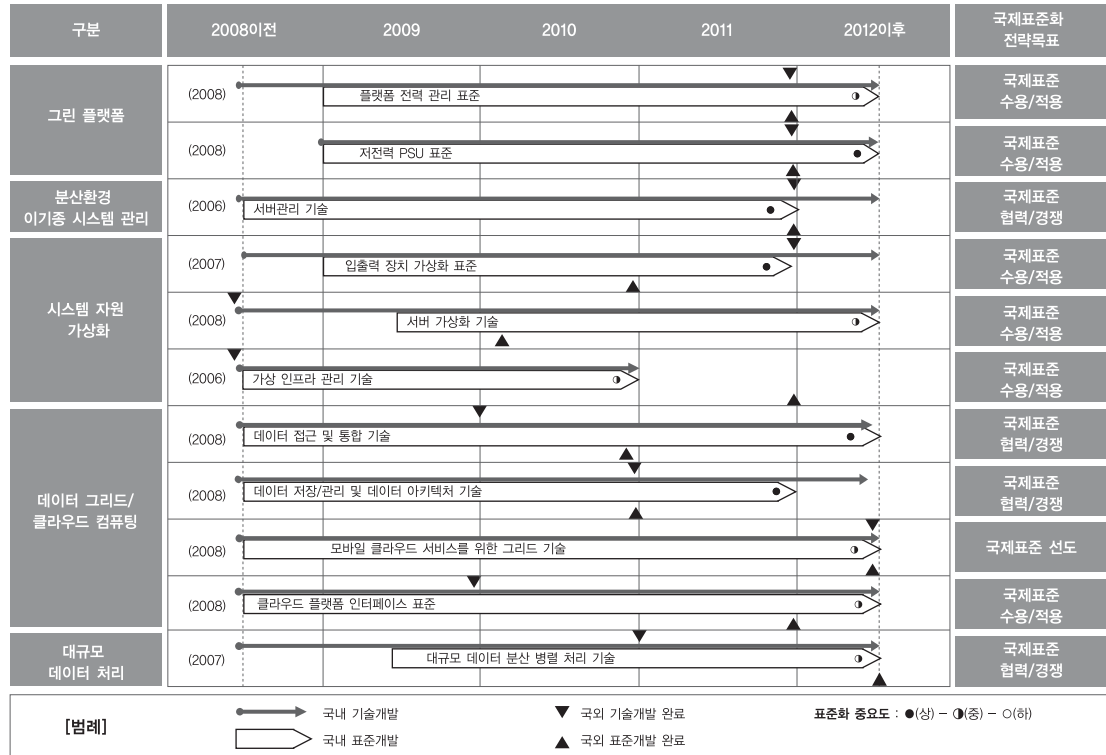 구분
2008이전
2009
2010
2011
2012이후
국제표준화
전략목표
그린 플랫폼
(2008)
플랫폼 전력 관리 표준
국제표준
수용/적용
(2008)
저전력 PSU 표준
국제표준
수용/적용
분산환경
이기종 시스템 관리
(2006)
서버관리 기술
국제표준
협력/경쟁
시스템 자원
가상화
(2007)
입출력 장치 가상화 표준
국제표준
수용/적용
(2008)
서버 가상화 기술
국제표준
수용/적용
(2006)
가상 인프라 관리 기술
국제표준
수용/적용
데이터 그리드/
클라우드 컴퓨팅
(2008)
데이터 접근 및 통합 기술
국제표준
협력/경쟁
(2008)
데이터 저장/관리 및 데이터 아키텍처 기술
국제표준
협력/경쟁
(2008)
모바일 클라우드 서비스를 위한 그리드 기술
국제표준 선도
(2008)
클라우드 플랫폼 인터페이스 표준
국제표준
수용/적용
대규모
데이터 처리
(2007)
대규모 데이터 분산 병렬 처리 기술
국제표준
협력/경쟁
[범례]
국내 기술개발
▼ 국외 기술개발 완료
표준화 중요도 : ●(상) – ◑(중) – ○(하)
국내 표준개발
▲ 국외 표준개발 완료